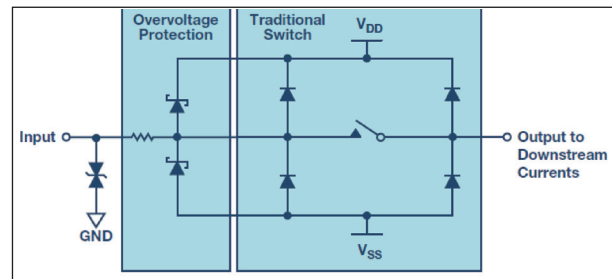 Overvoltage
Protection
Traditional
Switch
VDD
Input
Output to
Downstream
Currents
GND
VSS